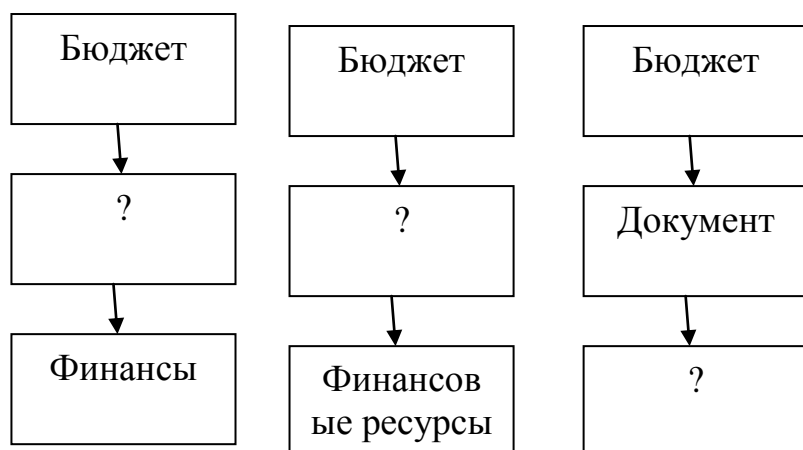 Бюджет
Бюджет
Бюджет
?
?
Документ
Финансы
Финансов
ые ресурсы
?